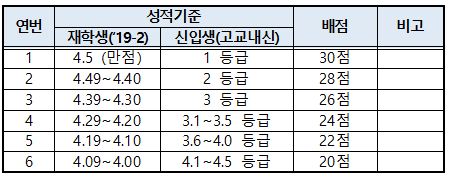 연번 성적기준 배점 비고
재학생('19-2) 신입생(고교내신)
1 4.5 (만점) 1 등급 30점
2 4.49~4.40 2 등급 28점
3 4.39~4.30 3 등급 26점
4 4.29~4.20 3.1~3.5 등급 24점
5 4.19~4.10 3.6~4.0 등급 22점
6 4.09~4.00 4.1~4.5 등급 20점